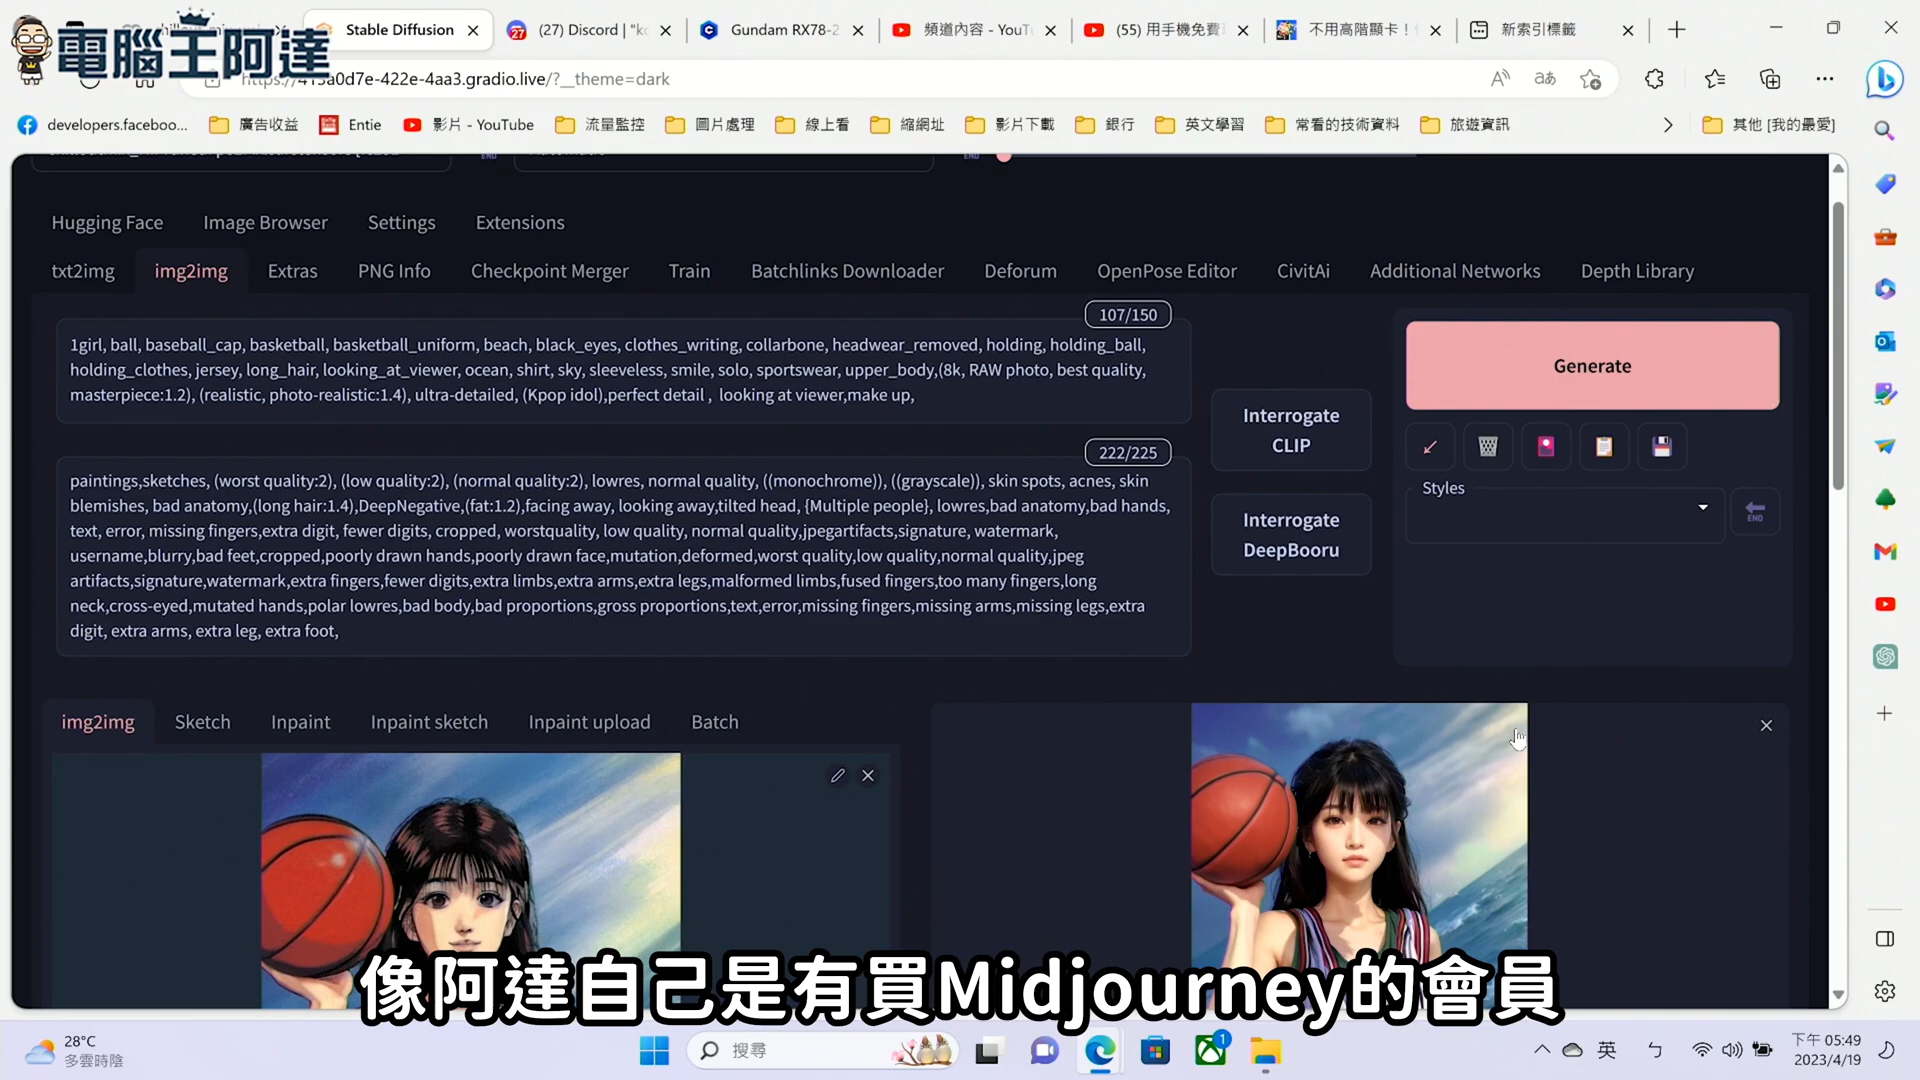 電腦王阿達
Stable Diffusion
(27) Discord | "kc
Gundam RX78-2
頻道內容 - YouTu
(55) 用手機免費
不用高階顯卡！
新索引標籤
a0d7e-422e-4aa3.gradio.live/?__theme=dark
developers.faceboo...
廣告收益
Entie
影片 - YouTube
流量監控
圖片處理
線上看
縮網址
影片下載
銀行
英文學習
常看的技術資料
旅遊資訊
其他 [我的最愛]
Hugging Face
Image Browser
Settings
Extensions
txt2img
img2img
Extras
PNG Info
Checkpoint Merger
Train
Batchlinks Downloader
Deforum
OpenPose Editor
CivitAi
Additional Networks
Depth Library
107/150
1girl, ball, baseball_cap, basketball, basketball_uniform, beach, black_eyes, clothes_writing, collarbone, headwear_removed, holding, holding_ball,
holding_clothes, jersey, long_hair, looking_at_viewer, ocean, shirt, sky, sleeveless, smile, solo, sportswear, upper_body,(8k, RAW photo, best quality,
masterpiece:1.2), (realistic, photo-realistic:1.4), ultra-detailed, (Kpop idol),perfect detail ,  looking at viewer,make up,
Interrogate
CLIP
Generate
222/225
paintings,sketches, (worst quality:2), (low quality:2), (normal quality:2), lowres, normal quality, ((monochrome)), ((grayscale)), skin spots, acnes, skin
blemishes, bad anatomy,(long hair:1.4),DeepNegative,(fat:1.2),facing away, looking away,tilted head, {Multiple people}, lowres,bad anatomy,bad hands,
text, error, missing fingers,extra digit, fewer digits, cropped, worstquality, low quality, normal quality,jpegartifacts,signature, watermark,
username,blurry,bad feet,cropped,poorly drawn hands,poorly drawn face,mutation,deformed,worst quality,low quality,normal quality,jpeg
artifacts,signature,watermark,extra fingers,fewer digits,extra limbs,extra arms,extra legs,malformed limbs,fused fingers,too many fingers,long
neck,cross-eyed,mutated hands,polar lowres,bad body,bad proportions,gross proportions,text,error,missing fingers,missing arms,missing legs,extra
digit, extra arms, extra leg, extra foot,
Interrogate
DeepBooru
Styles
END
img2img
Sketch
Inpaint
Inpaint sketch
Inpaint upload
Batch
像阿達自己是有買Midjourney的會員
28°C
多雲時陰
搜尋
1
英
ㄅ
下午 05:49
2023/4/19